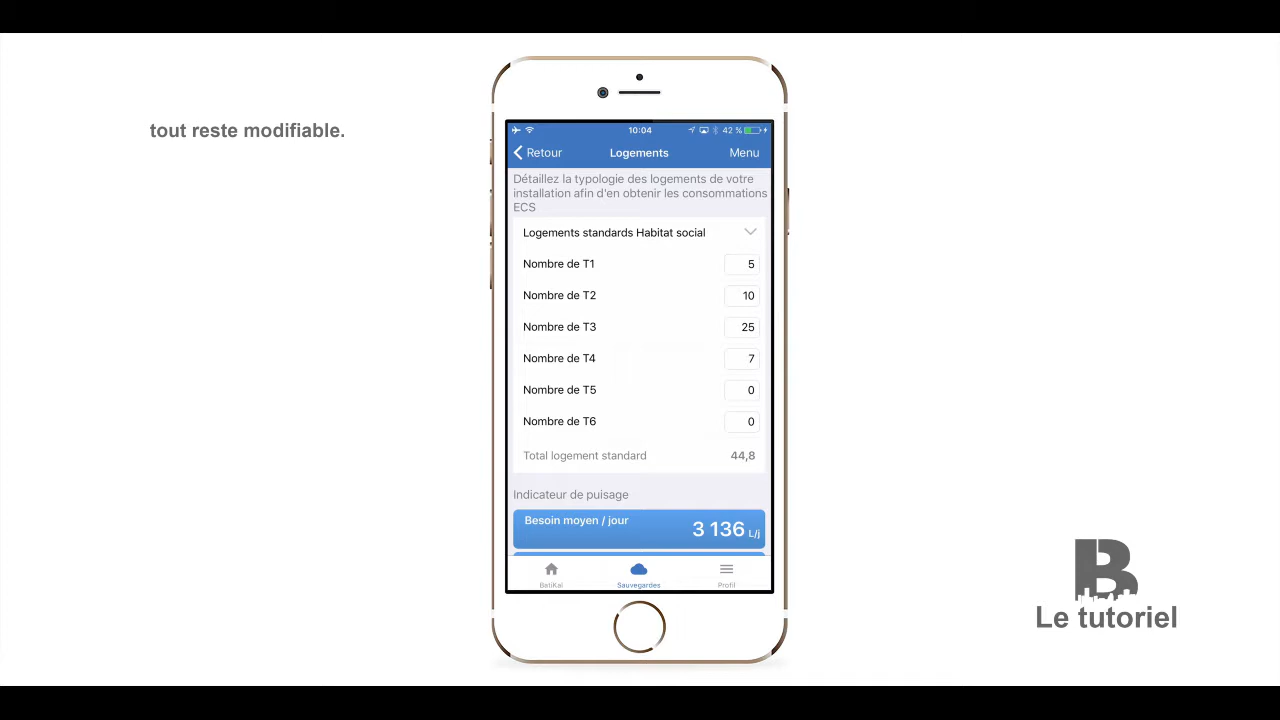 tout reste modifiable.
10:04
42 %
Retour
Logements
Menu
Détaillez la typologie des logements de votre
installation afin d'en obtenir les consommations
ECS
Logements standards Habitat social
Nombre de T1 5
Nombre de T2 10
Nombre de T3 25
Nombre de T4 7
Nombre de T5 0
Nombre de T6 0
Total logement standard 44,8
Indicateur de puisage
Besoin moyen / jour
3 136 L/j
BatiKal
Sauvegardes
Profil
B
Le tutoriel